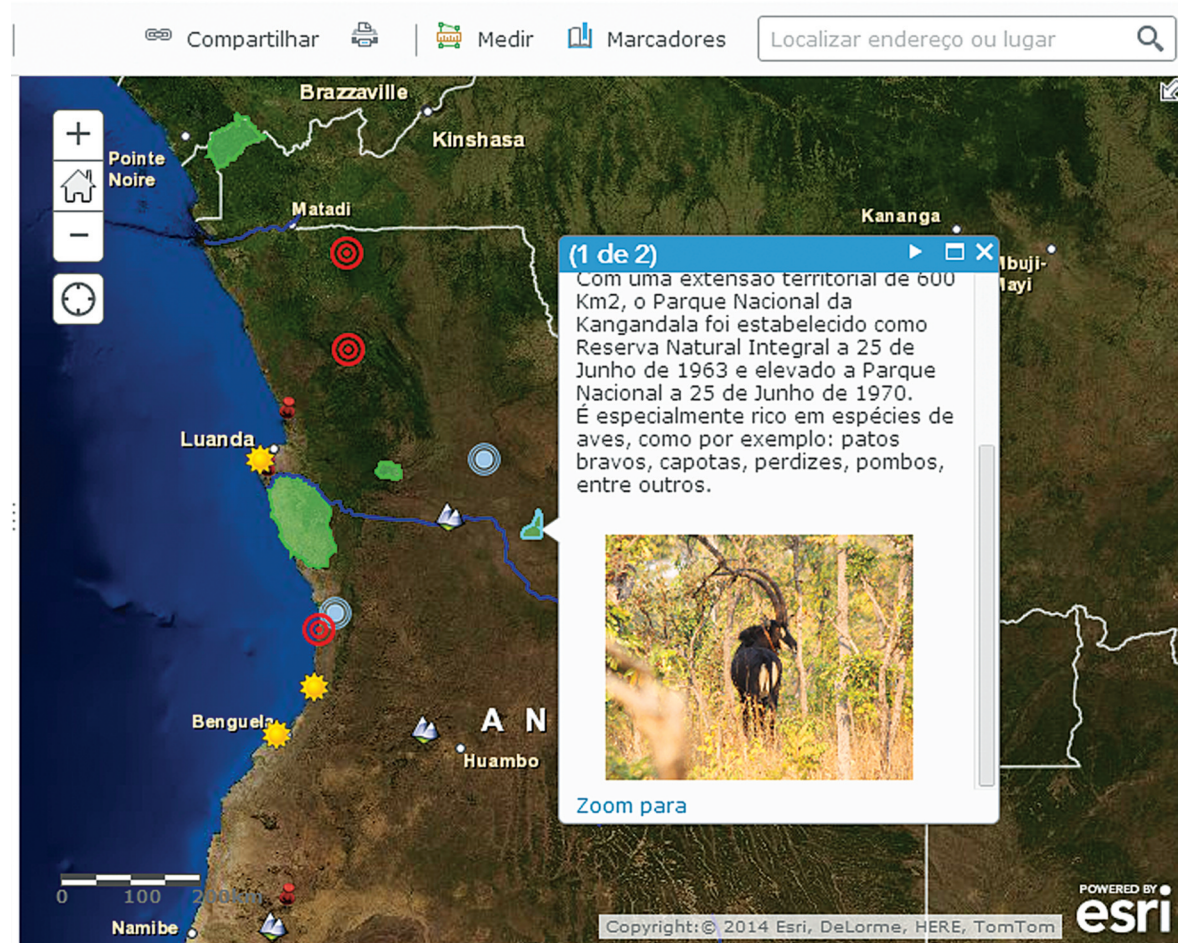 Compartilhar
Medir
Marcadores
Localizar endereço ou lugar
Brazzaville
Kinshasa
Pointe
Noire
Matadi
Kananga
Mbuji-
Mayi
(1 de 2)
Com uma extensão territorial de 600
Km2, o Parque Nacional da
Kangandala foi estabelecido como
Reserva Natural Integral a 25 de
Junho de 1963 e elevado a Parque
Nacional a 25 de Junho de 1970.
É especialmente rico em espécies de
aves, como por exemplo: patos
bravos, capotas, perdizes, pombos,
entre outros.
Zoom para
Luanda
Benguela
A N
Huambo
0 100 200km
Namibe
Copyright:© 2014 Esri, DeLorme, HERE, TomTom
POWERED BY
esri